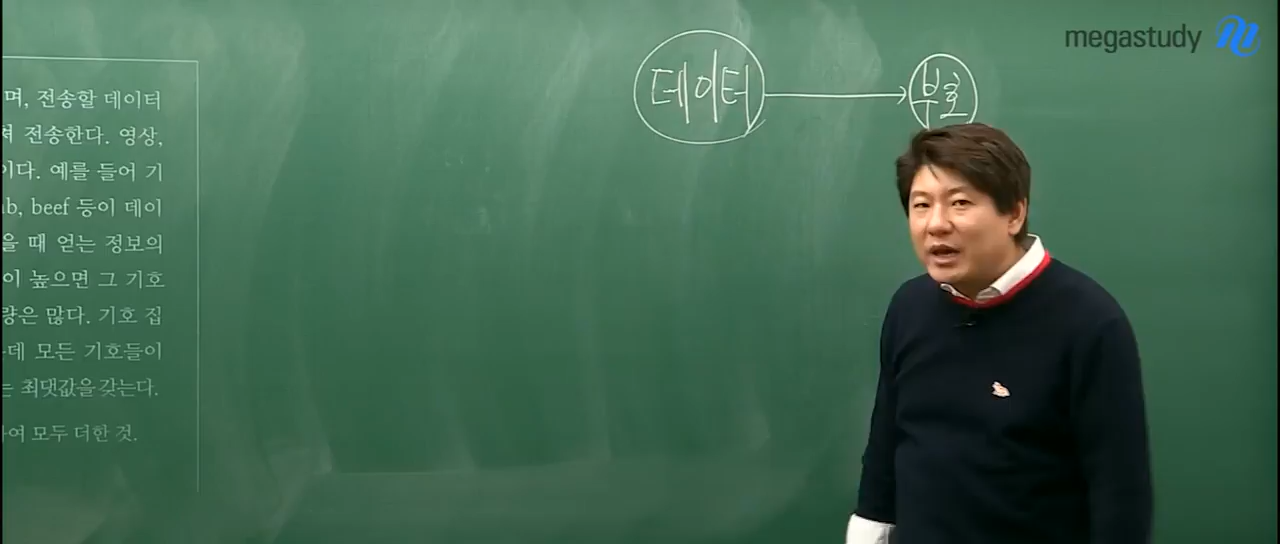 megastudy
데이터 → 부호
며, 전송할 데이터
쳐 전송한다. 영상,
이다. 예를 들어 기
b, beef 등이 데이
을 때 얻는 정보의
이 높으면 그 기호
량은 많다. 기호 집
데 모든 기호들이
는 최댓값을 갖는다.
여 모두 더한 것.